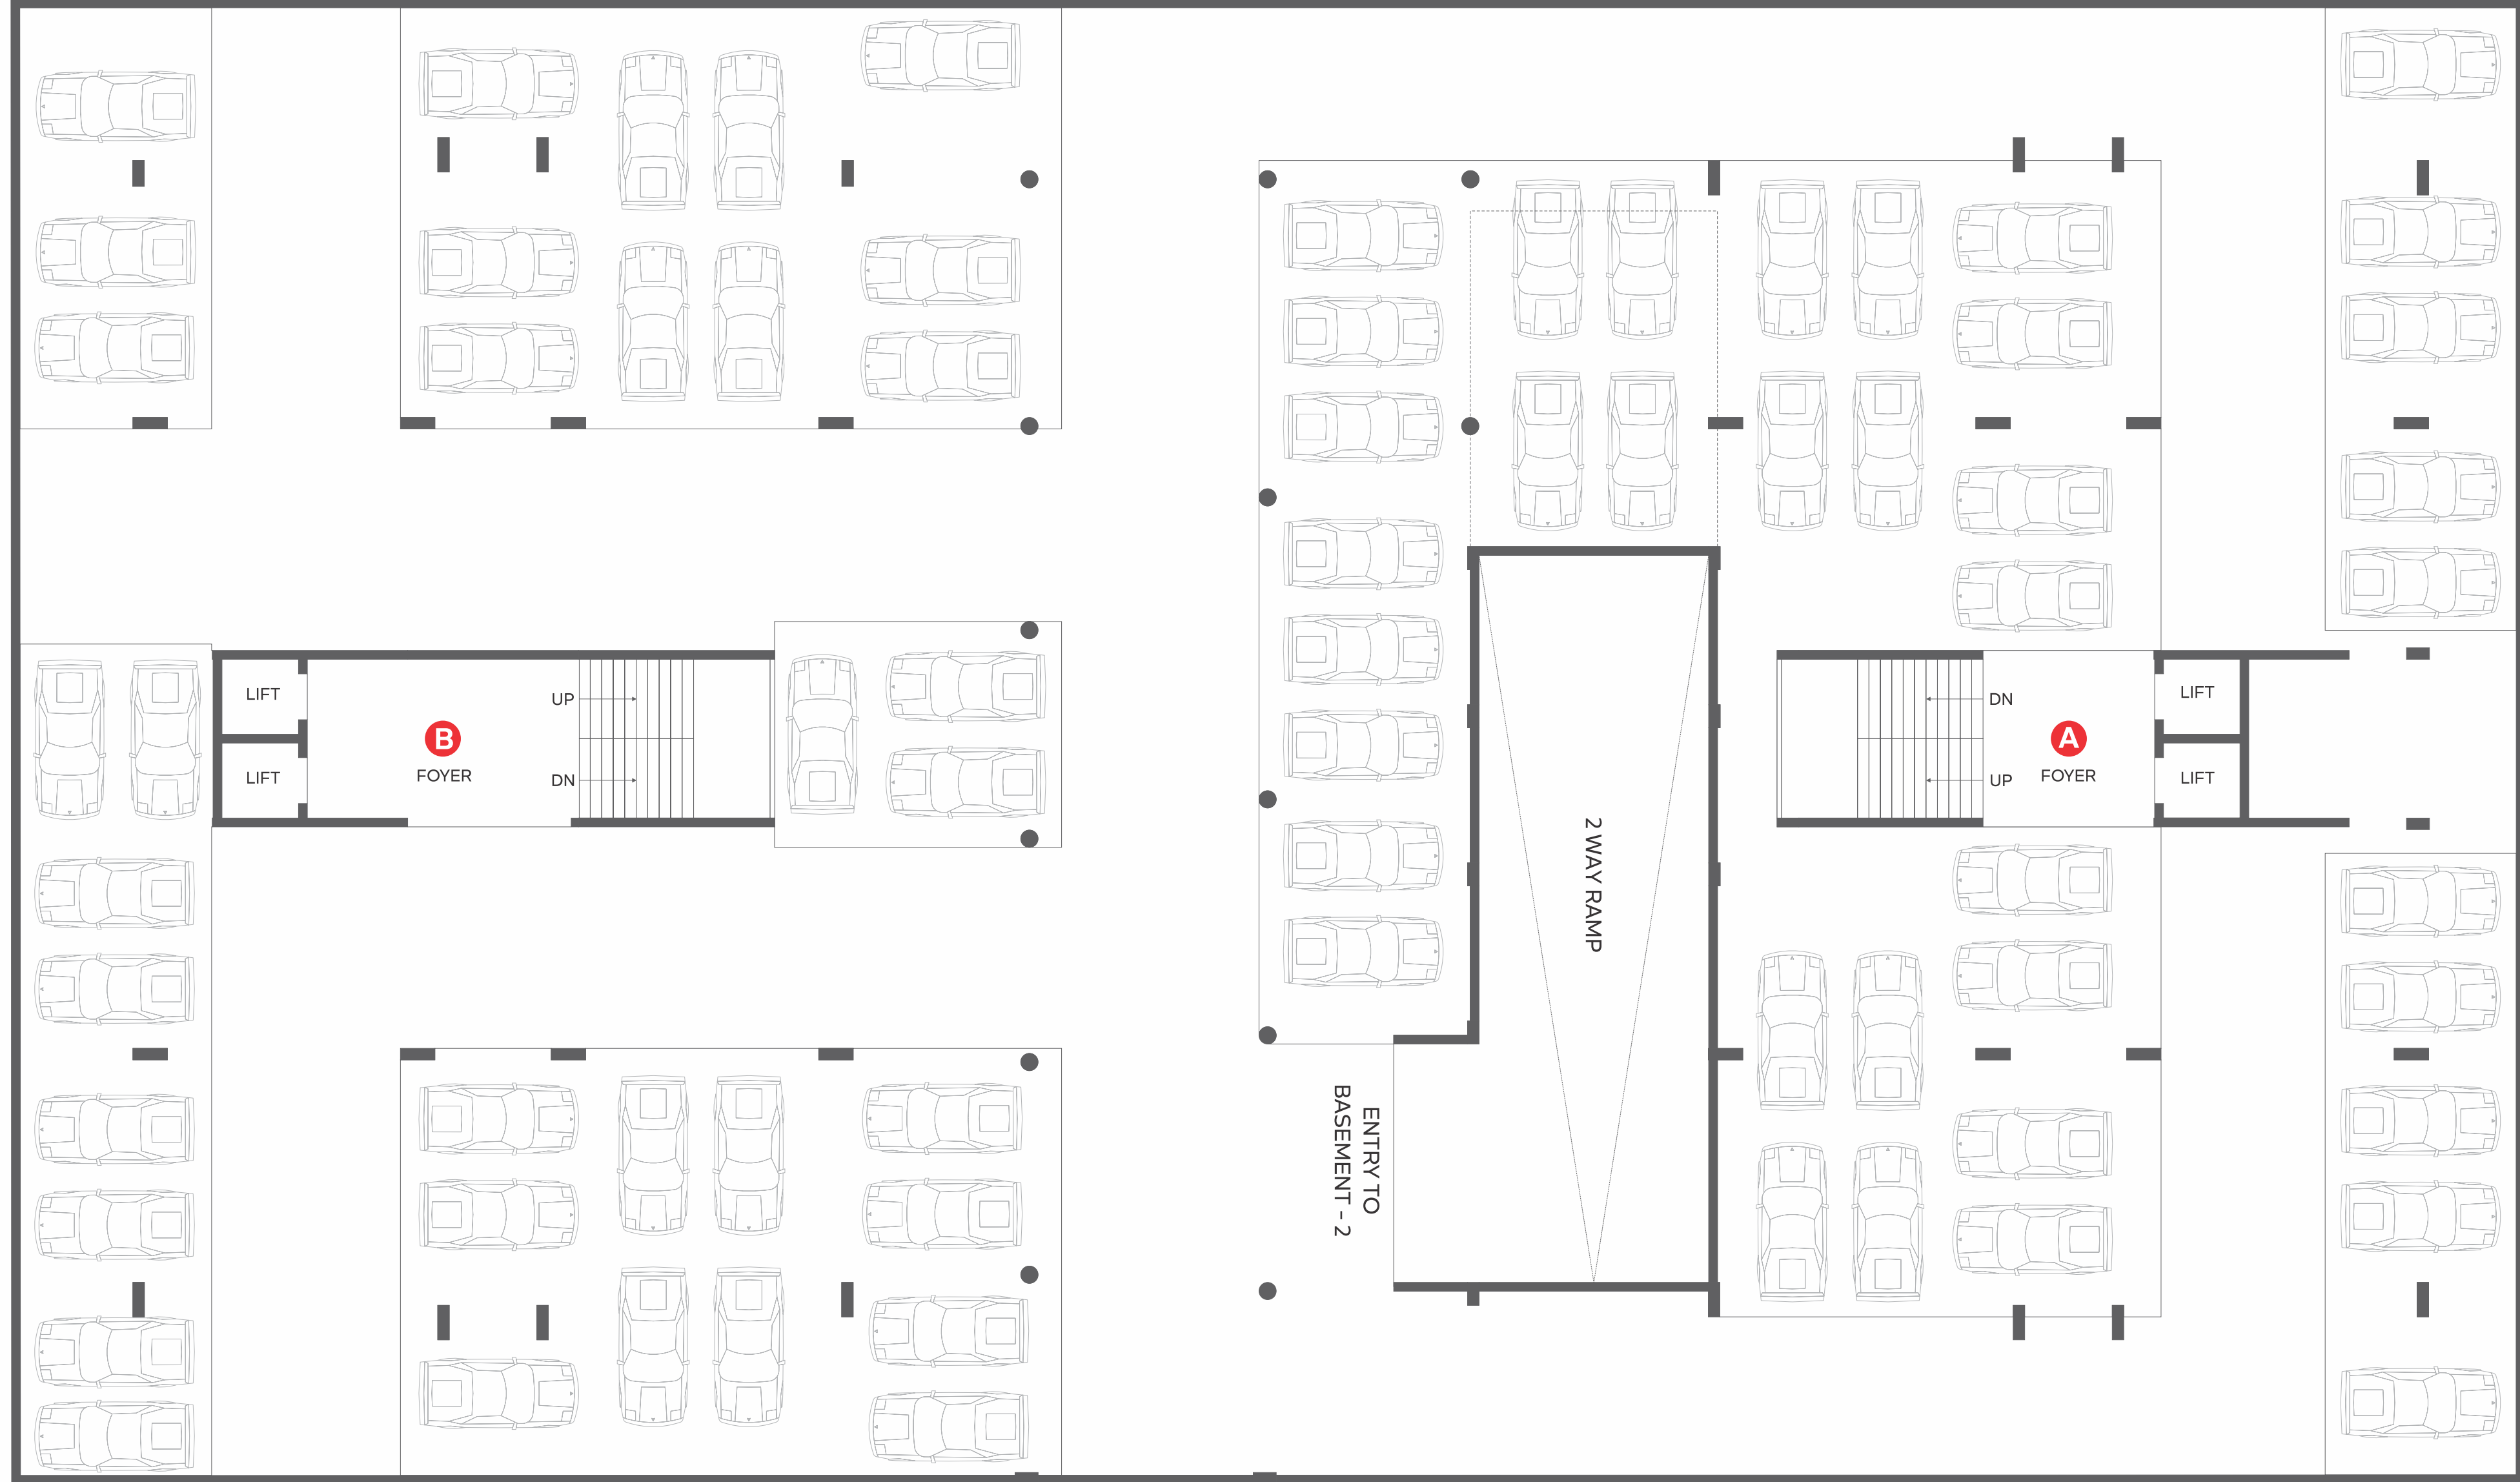 LIFT
LIFT
B
FOYER
UP
DN
2 WAY RAMP
ENTRY TO
BASEMENT - 2
DN
UP
A
FOYER
LIFT
LIFT